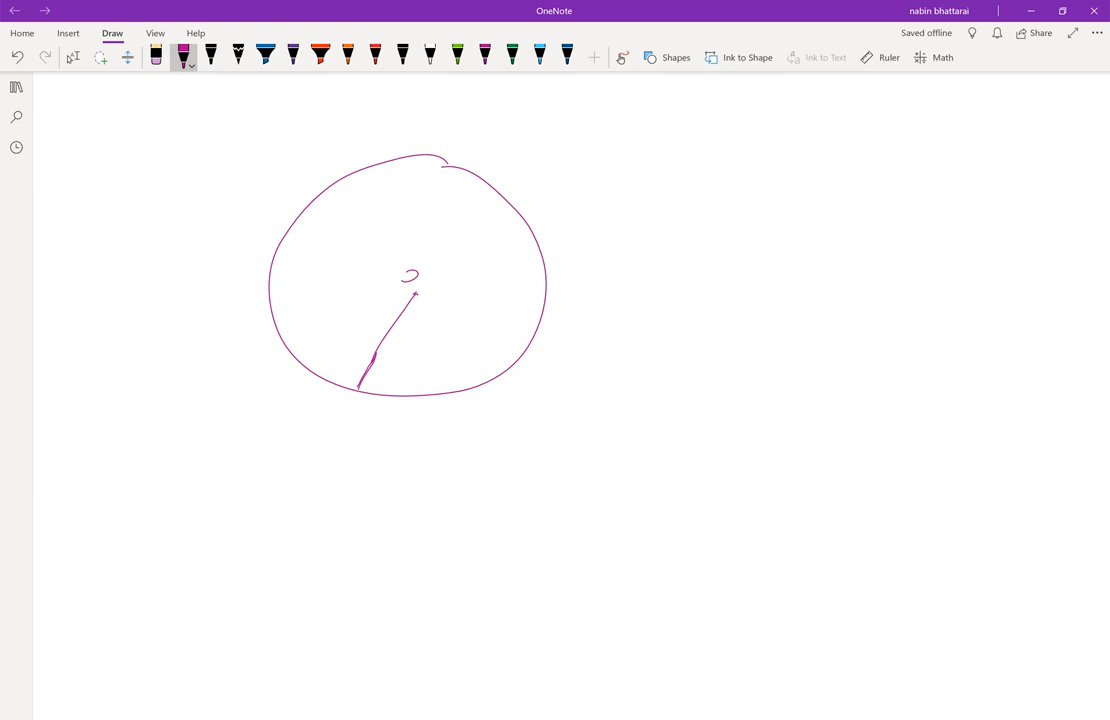 OneNote
nabin bhattarai
Home Insert Draw View Help
Saved offline
Share
Shapes
Ink to Shape
Ink to Text
Ruler
Math